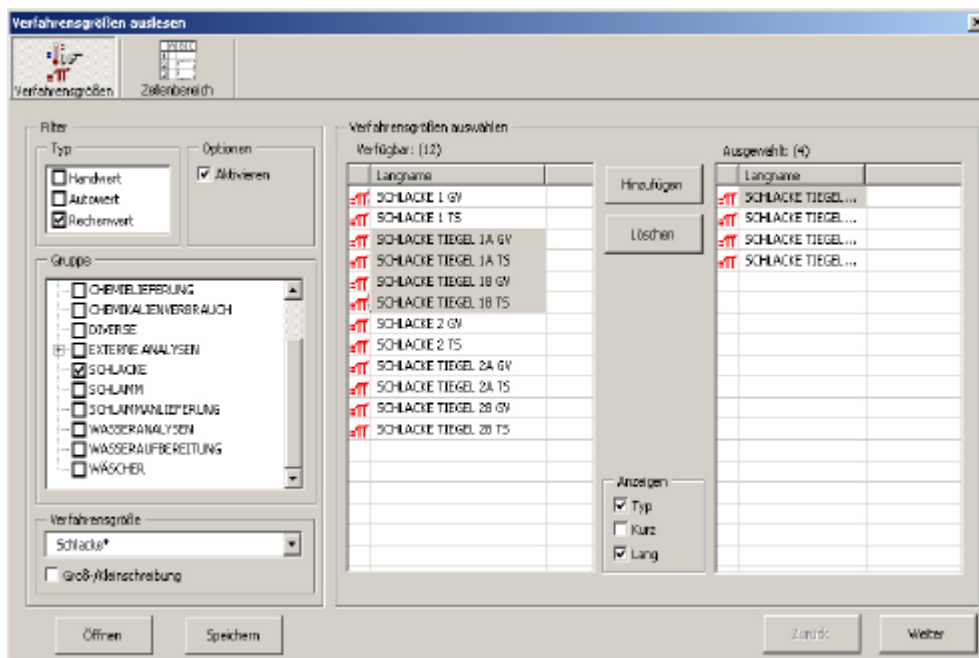 Verfahrensgrößen auslesen
Verfahrensgrößen
Zeilenbereich
Filter
Typ
Handwert
Autowert
Rechenwert
Optionen
Aktivieren
Gruppe
CHEMIELIEFERUNG
CHEMIKALIENVERBRAUCH
DIVERSE
EXTERNE ANALYSEN
SCHLACKE
SCHLAMM
SCHLAMMANLIEFERUNG
WASSERANALYSEN
WASSERAUFBEREITUNG
WÄSCHER
Verfahrensgröße
Schlacke*
Groß-/Kleinschreibung
Öffnen
Speichern
Verfahrensgrößen auswählen
Verfügbar: (12)
Langname
SCHLACKE 1 GV
SCHLACKE 1 TS
SCHLACKE TIEGEL 1A GV
SCHLACKE TIEGEL 1A TS
SCHLACKE TIEGEL 1B GV
SCHLACKE TIEGEL 1B TS
SCHLACKE 2 GV
SCHLACKE 2 TS
SCHLACKE TIEGEL 2A GV
SCHLACKE TIEGEL 2A TS
SCHLACKE TIEGEL 2B GV
SCHLACKE TIEGEL 2B TS
Hinzufügen
Löschen
Anzeigen
Typ
Kurz
Lang
Ausgewählt: (4)
Langname
SCHLACKE TIEGEL...
SCHLACKE TIEGEL...
SCHLACKE TIEGEL...
SCHLACKE TIEGEL...
Zurück
Weiter